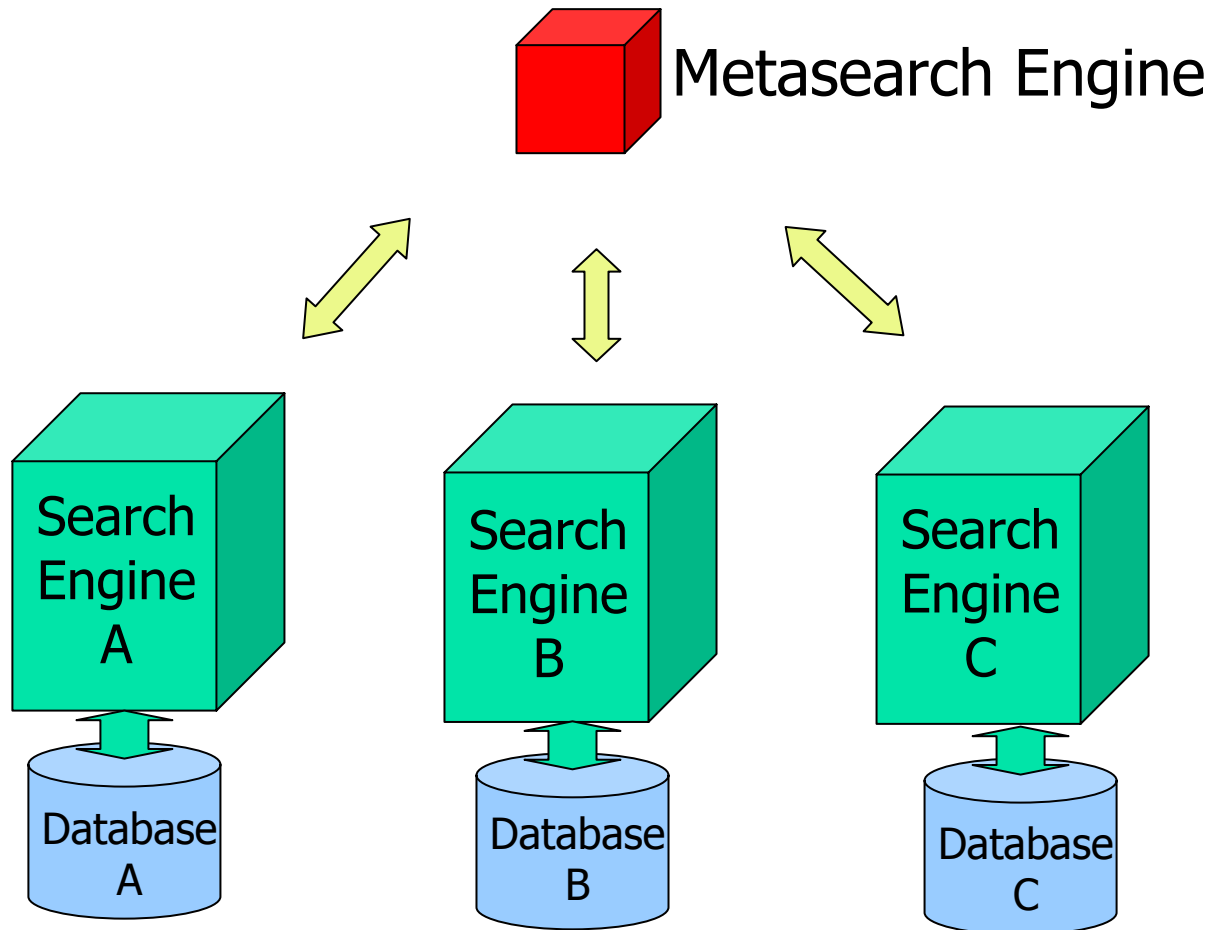 Metasearch Engine
Search
Engine
A
Search
Engine
B
Search
Engine
C
Database
A
Database
B
Database
C